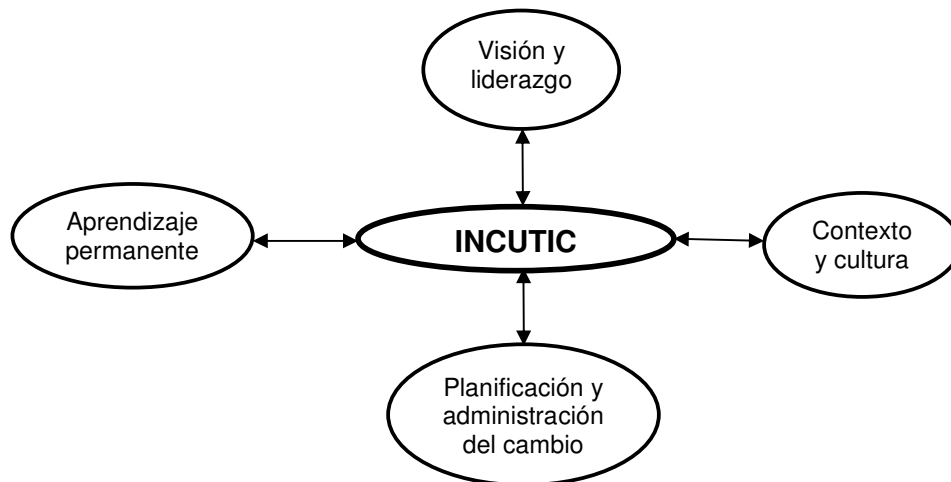 Visión y
liderazgo
Aprendizaje
permanente
INCUTIC
Contexto
y cultura
Planificación y
administración
del cambio